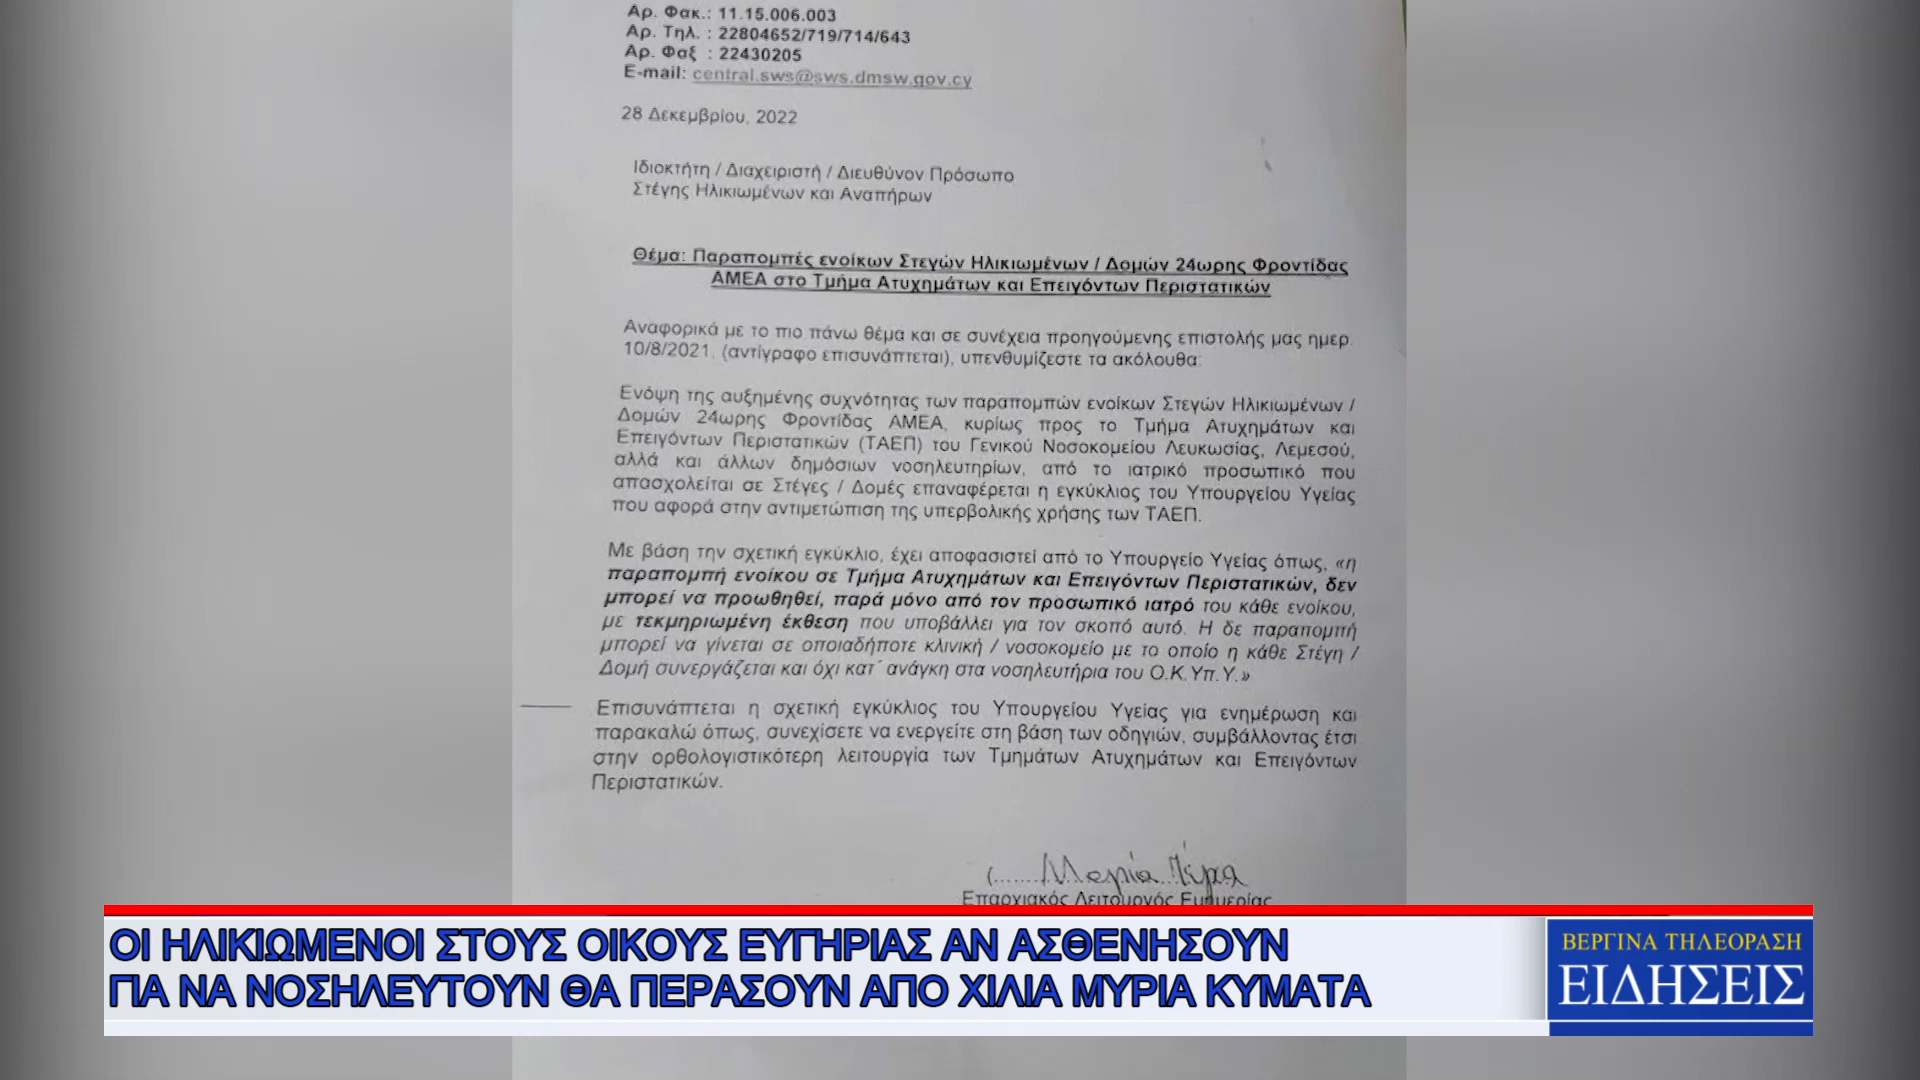 Αρ. Φακ.: 11.15.006.003
Αρ. Τηλ. : 22804652/719/714/643
Αρ. Φαξ : 22430205
E-mail: central.sws@sws.dmsw.gov.cy
28 Δεκεμβρίου, 2022
Ιδιοκτήτη / Διαχειριστή / Διευθύνον Πρόσωπο
Στέγης Ηλικιωμένων και Αναπήρων
Θέμα: Παραπομπές ενοίκων Στεγών Ηλικιωμένων / Δομών 24ωρης Φροντίδας
ΑΜΕΑ στο Τμήμα Ατυχημάτων και Επειγόντων Περιστατικών
Αναφορικά με το πιο πάνω θέμα και σε συνέχεια προηγούμενης επιστολής μας ημερ.
10/8/2021, (αντίγραφο επισυνάπτεται), υπενθυμίζεστε τα ακόλουθα:
Ενόψη της αυξημένης συχνότητας των παραπομπών ενοίκων Στεγών Ηλικιωμένων /
Δομών 24ωρης Φροντίδας ΑΜΕΑ, κυρίως προς το Τμήμα Ατυχημάτων και
Επειγόντων Περιστατικών (ΤΑΕΠ) του Γενικού Νοσοκομείου Λευκωσίας, Λεμεσού,
αλλά και άλλων δημόσιων νοσηλευτηρίων, από το ιατρικό προσωπικό που
απασχολείται σε Στέγες / Δομές επαναφέρεται η εγκύκλιος του Υπουργείου Υγείας
που αφορά στην αντιμετώπιση της υπερβολικής χρήσης των ΤΑΕΠ.
Με βάση την σχετική εγκύκλιο, έχει αποφασιστεί από το Υπουργείο Υγείας όπως, «η
παραπομπή ενοίκου σε Τμήμα Ατυχημάτων και Επειγόντων Περιστατικών, δεν
μπορεί να προωθηθεί, παρά μόνο από τον προσωπικό ιατρό του κάθε ενοίκου,
με τεκμηριωμένη έκθεση που υποβάλλει για τον σκοπό αυτό. Η δε παραπομπή
μπορεί να γίνεται σε οποιαδήποτε κλινική / νοσοκομείο με το οποίο η κάθε Στέγη /
Δομή συνεργάζεται και όχι κατ΄ ανάγκη στα νοσηλευτήρια του Ο.Κ.Υπ.Υ.»
Επισυνάπτεται η σχετική εγκύκλιος του Υπουργείου Υγείας για ενημέρωση και
παρακαλώ όπως, συνεχίσετε να ενεργείτε στη βάση των οδηγιών, συμβάλλοντας έτσι
στην ορθολογιστικότερη λειτουργία των Τμημάτων Ατυχημάτων και Επειγόντων
Περιστατικών.
Επαρχιακός Λειτουργός Ευημερίας
ΟΙ ΗΛΙΚΙΩΜΕΝΟΙ ΣΤΟΥΣ ΟΙΚΟΥΣ ΕΥΓΗΡΙΑΣ ΑΝ ΑΣΘΕΝΗΣΟΥΝ
ΓΙΑ ΝΑ ΝΟΣΗΛΕΥΤΟΥΝ ΘΑ ΠΕΡΑΣΟΥΝ ΑΠΟ ΧΙΛΙΑ ΜΥΡΙΑ ΚΥΜΑΤΑ
ΒΕΡΓΙΝΑ ΤΗΛΕΟΡΑΣΗ
ΕΙΔΗΣΕΙΣ